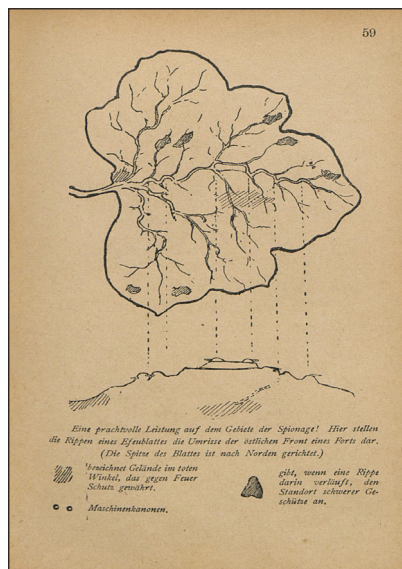 59
Eine prachtvolle Leistung auf dem Gebiete der Spionage! Hier stellen
die Rippen eines Efeublattes die Umrisse der östlichen Front eines Forts dar.
(Die Spitze des Blattes ist nach Norden gerichtet.)
bezeichnet Gelände im toten
Winkel, das gegen Feuer
Schutz gewährt.
Maschinenkanonen.
gibt, wenn eine Rippe
darin verläuft, den
Standort schwerer Ge-
schütze an.